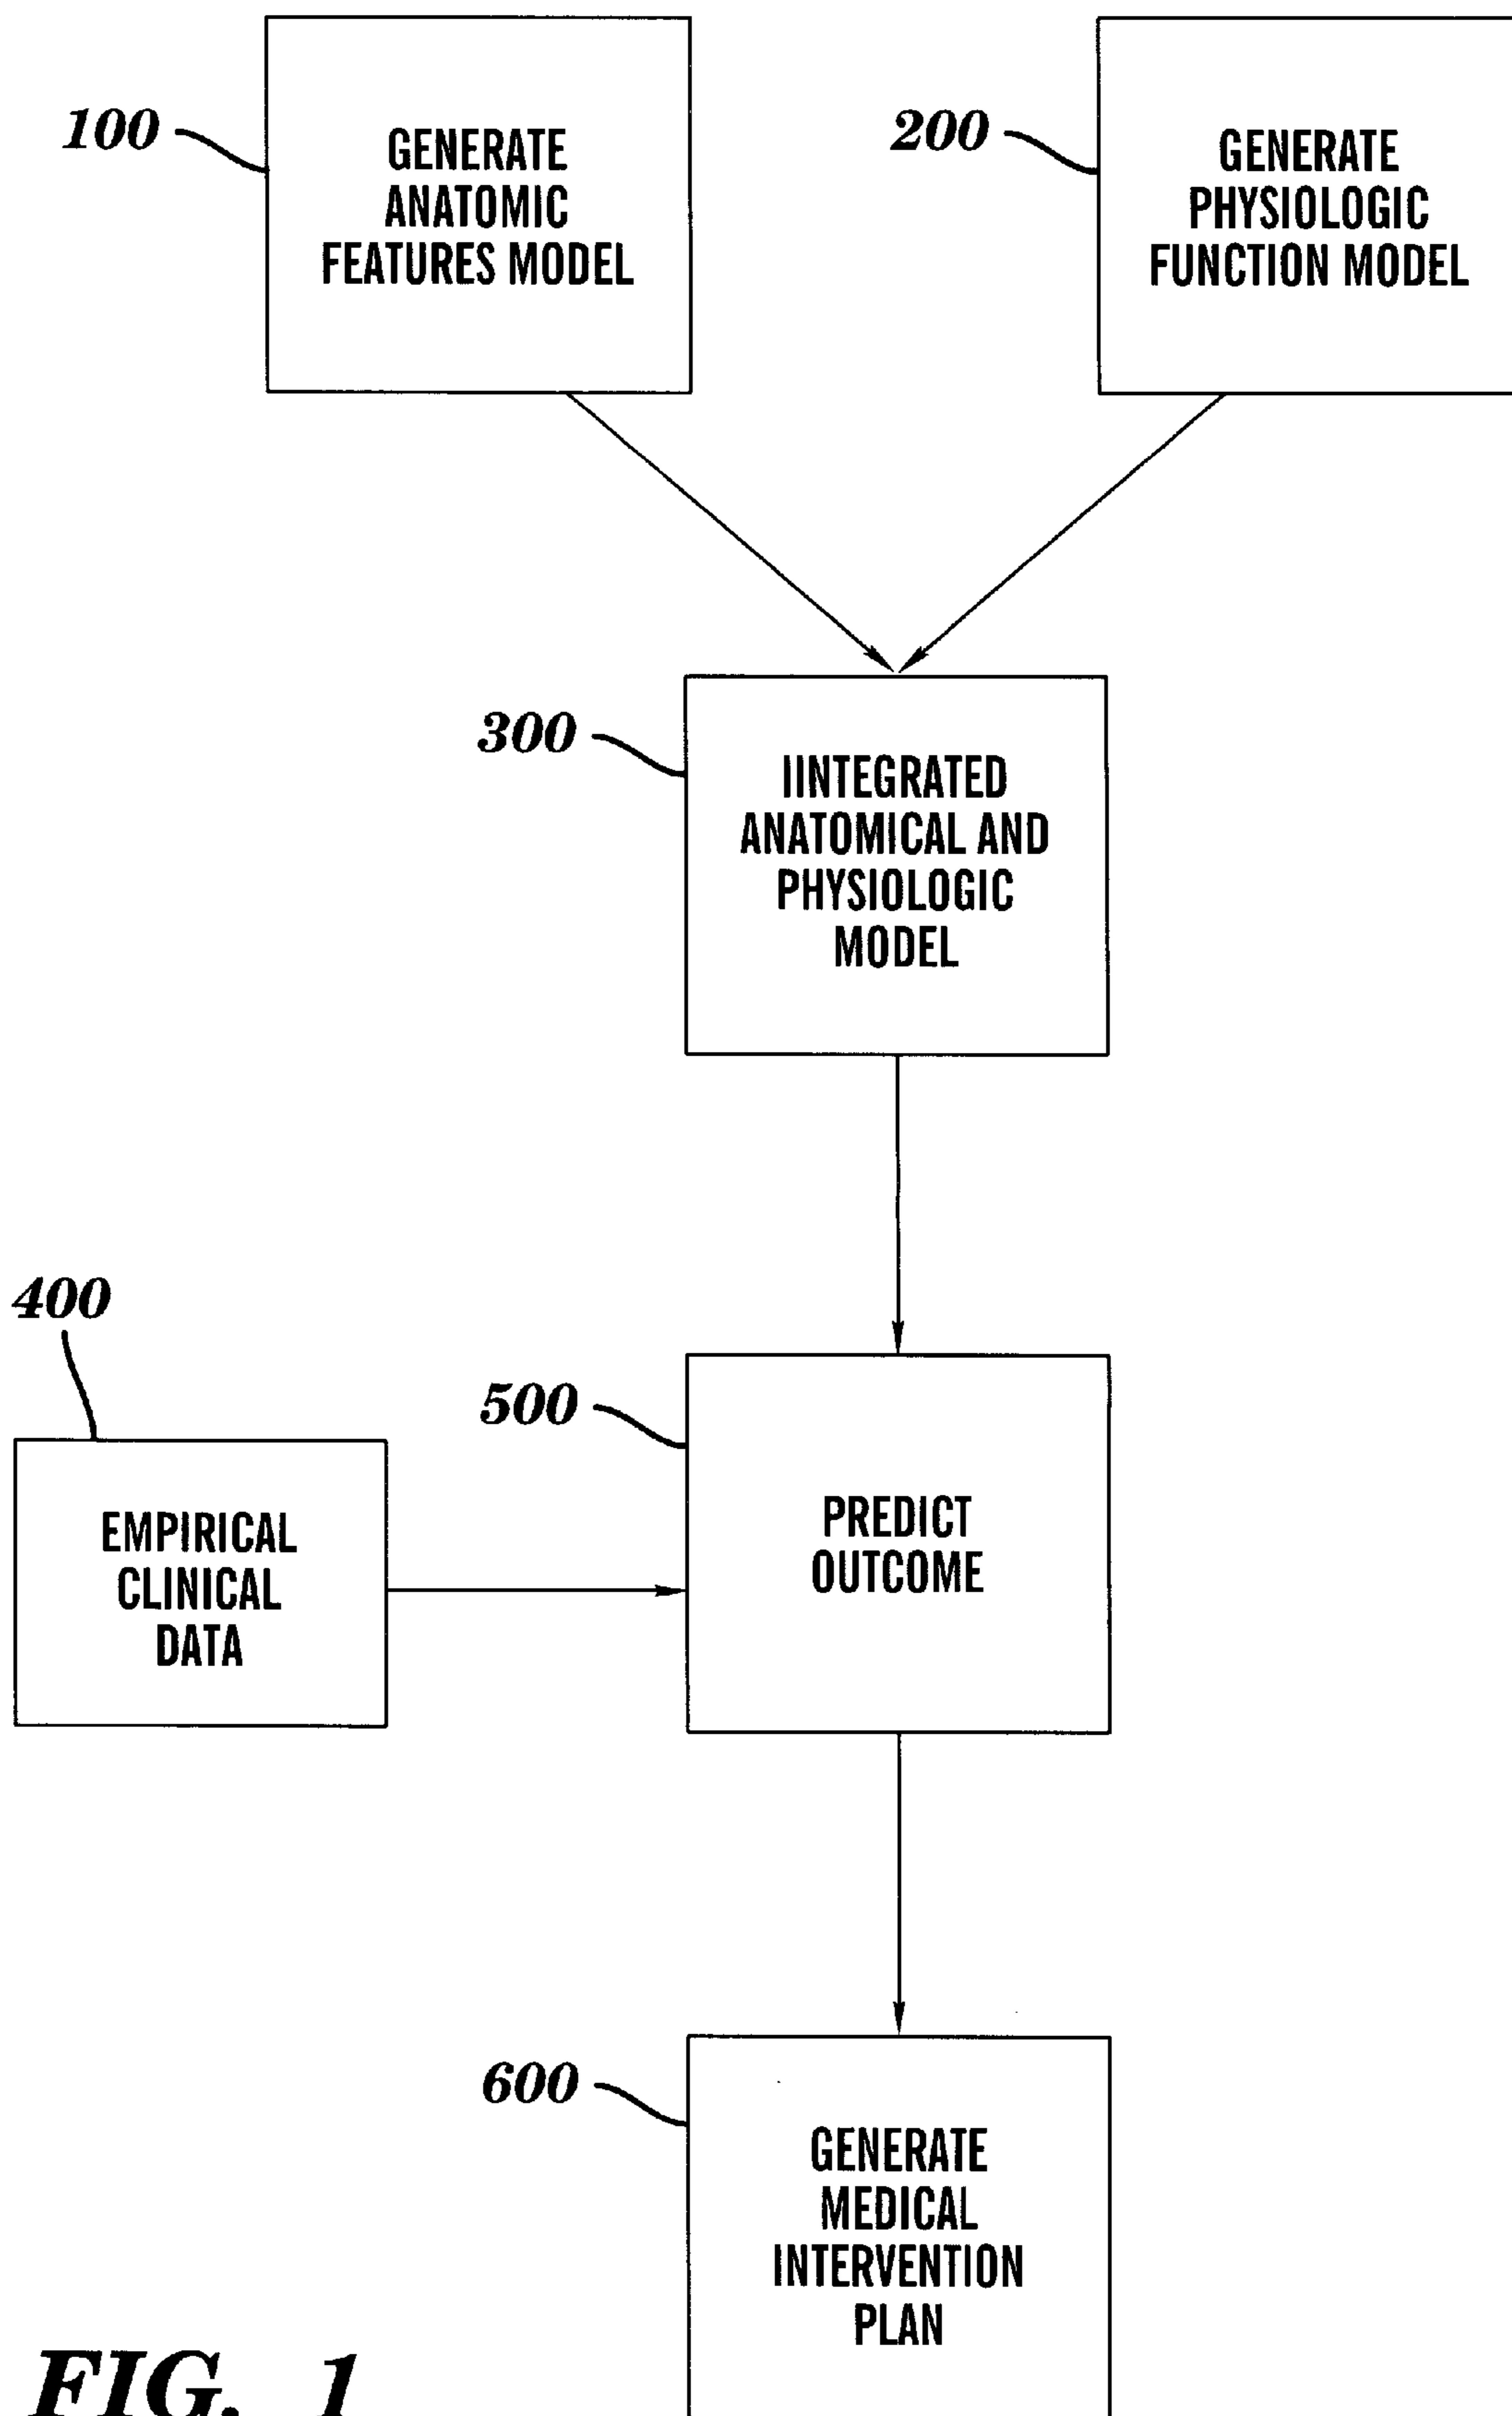 100
GENERATE
ANATOMIC
FEATURES MODEL
200
GENERATE
PHYSIOLOGIC
FUNCTION MODEL
300
IINTEGRATED
ANATOMICAL AND
PHYSIOLOGIC
MODEL
400
EMPIRICAL
CLINICAL
DATA
500
PREDICT
OUTCOME
600
GENERATE
MEDICAL
INTERVENTION
PLAN
FIG. 1